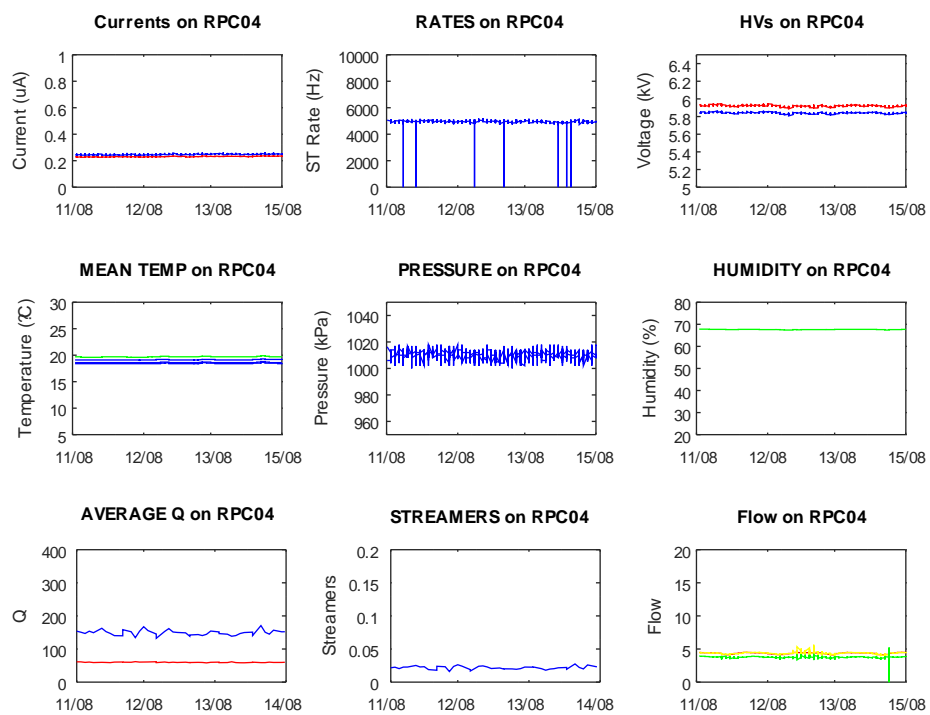 Currents on RPC04
Current (uA)
1
0.8
0.6
0.4
0.2
0
11/08 12/08 13/08 15/08
RATES on RPC04
ST Rate (Hz)
10000
8000
6000
4000
2000
0
11/08 12/08 13/08 15/08
HVs on RPC04
Voltage (kV)
6.4
6.2
6
5.8
5.6
5.4
5.2
5
11/08 12/08 13/08 15/08
MEAN TEMP on RPC04
Temperature (?C)
30
25
20
15
10
5
11/08 12/08 13/08 15/08
PRESSURE on RPC04
Pressure (kPa)
1040
1020
1000
980
960
11/08 12/08 13/08 15/08
HUMIDITY on RPC04
Humidity (%)
80
70
60
50
40
30
20
11/08 12/08 13/08 15/08
AVERAGE Q on RPC04
Q
400
300
200
100
0
11/08 12/08 13/08 14/08
STREAMERS on RPC04
Streamers
0.2
0.15
0.1
0.05
0
11/08 12/08 13/08 14/08
Flow on RPC04
Flow
20
15
10
5
0
11/08 12/08 13/08 15/08